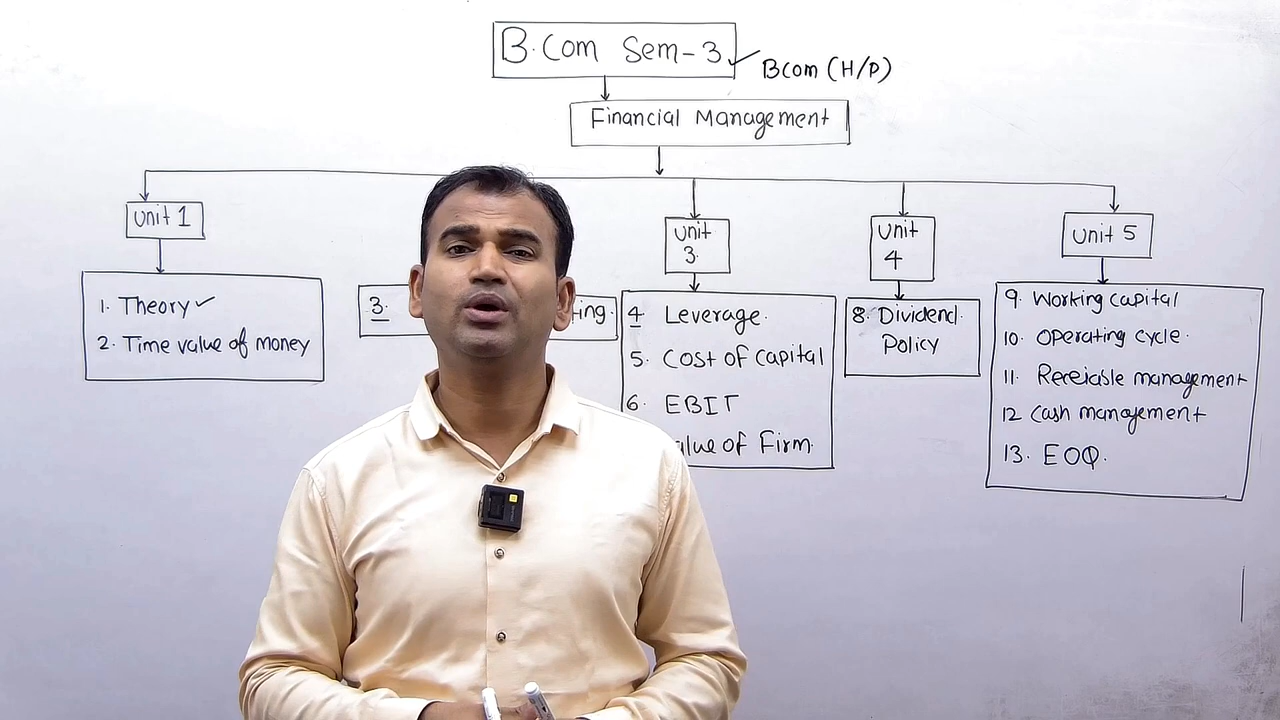 B.Com Sem-3
Bcom (H/P)
Financial Management
unit 1
1. Theory ✓
2. Time value of money
3.
ting.
unit 3.
4 Leverage.
5. Cost of capital
6. EBIT
alue of Firm.
unit 4
8. Dividend.
Policy
unit 5
9. Working capital
10. Operating cycle.
11. Receiable management
12 Cash management
13. EOQ.